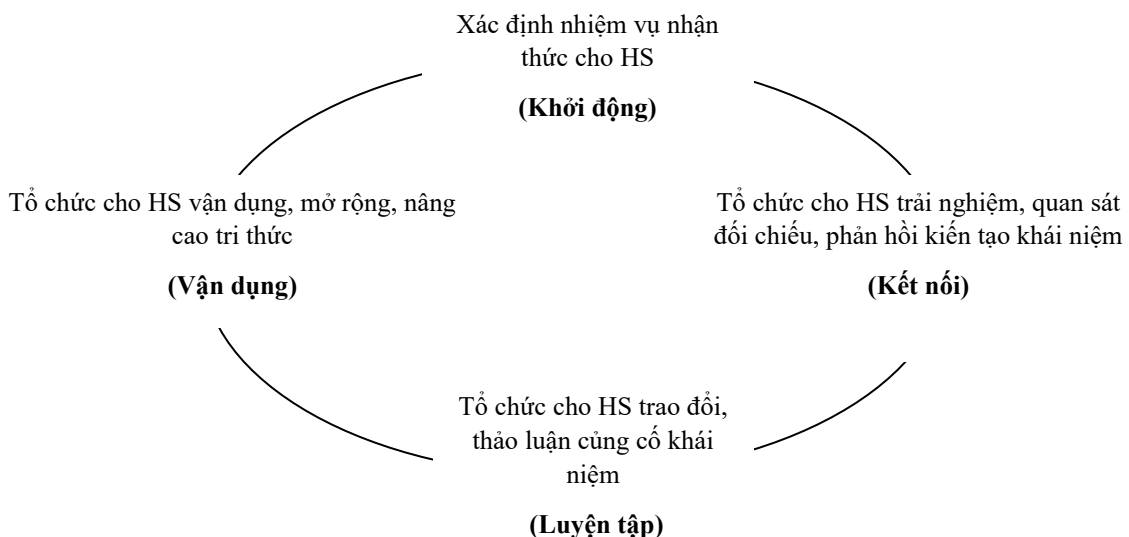 Xác định nhiệm vụ nhận
thức cho HS
(Khởi động)
Tổ chức cho HS vận dụng, mở rộng, nâng
cao tri thức
(Vận dụng)
Tổ chức cho HS trải nghiệm, quan sát
đối chiếu, phản hồi kiến tạo khái niệm
(Kết nối)
Tổ chức cho HS trao đổi,
thảo luận củng cố khái
niệm
(Luyện tập)